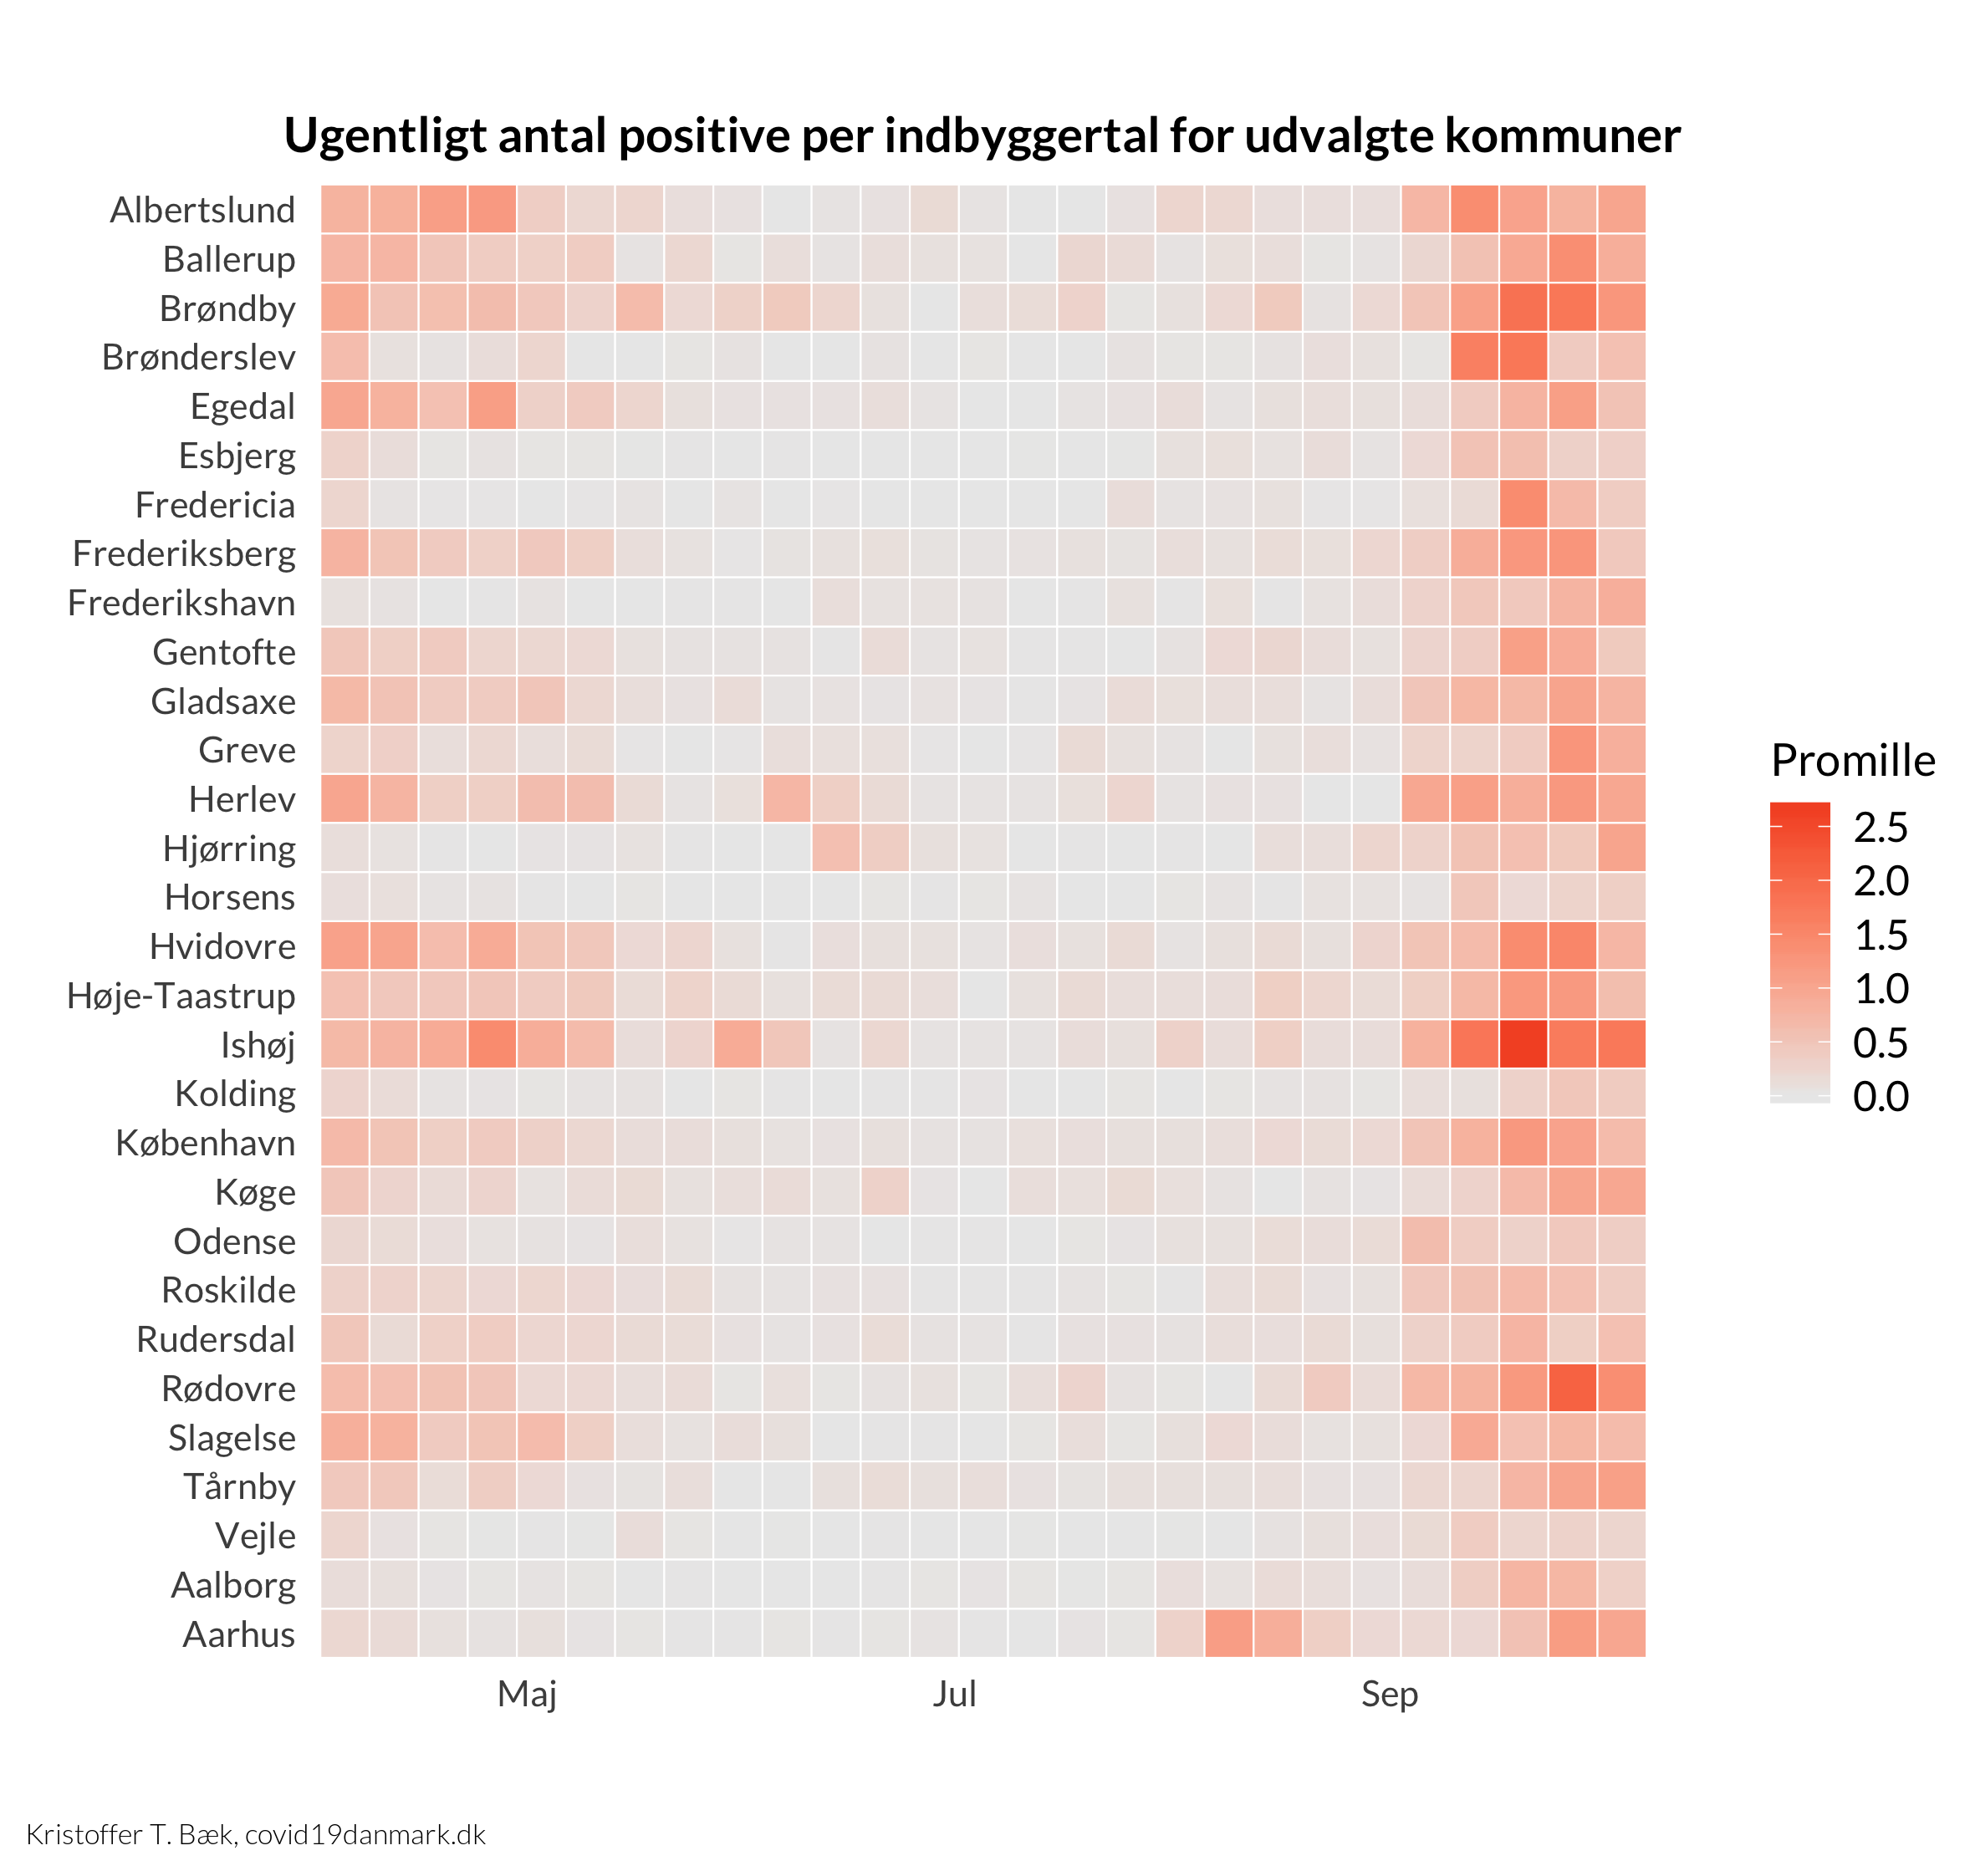 Ugentligt antal positive per indbyggertal for udvalgte kommuner
Albertslund
Ballerup
Brøndby
Brønderslev
Egedal
Esbjerg
Fredericia
Frederiksberg
Frederikshavn
Gentofte
Gladsaxe
Greve
Herlev
Hjørring
Horsens
Hvidovre
Høje-Taastrup
Ishøj
Kolding
København
Køge
Odense
Roskilde
Rudersdal
Rødovre
Slagelse
Tårnby
Vejle
Aalborg
Aarhus
Maj Jul Sep
Promille
2.5
2.0
1.5
1.0
0.5
0.0
Kristoffer T. Bæk, covid19danmark.dk